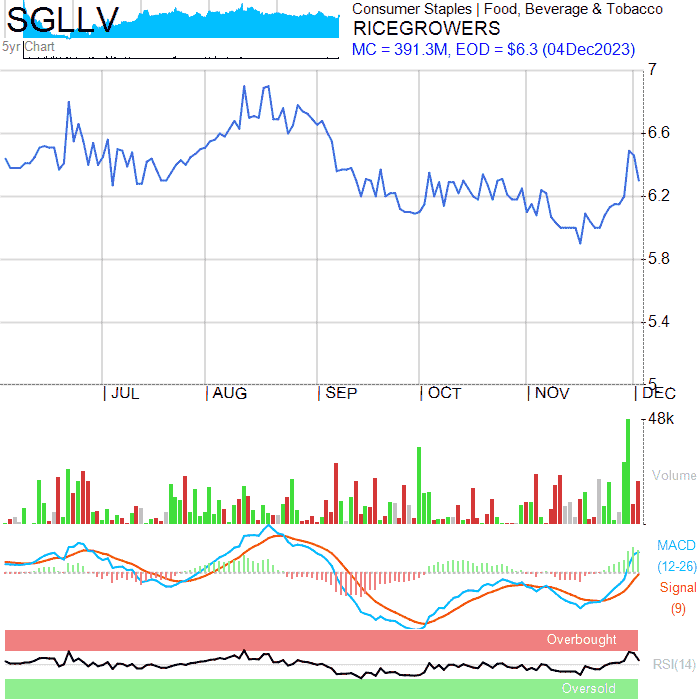 SGLLV
Consumer Staples | Food, Beverage & Tobacco
RICEGROWERS
MC = 391.3M, EOD = $6.3 (04Dec2023)
5yr Chart
7
6.6
6.2
5.8
5.4
5
JUL AUG SEP OCT NOV DEC
48k
Volume
MACD
(12-26)
Signal
(9)
Overbought
RSI(14)
Oversold